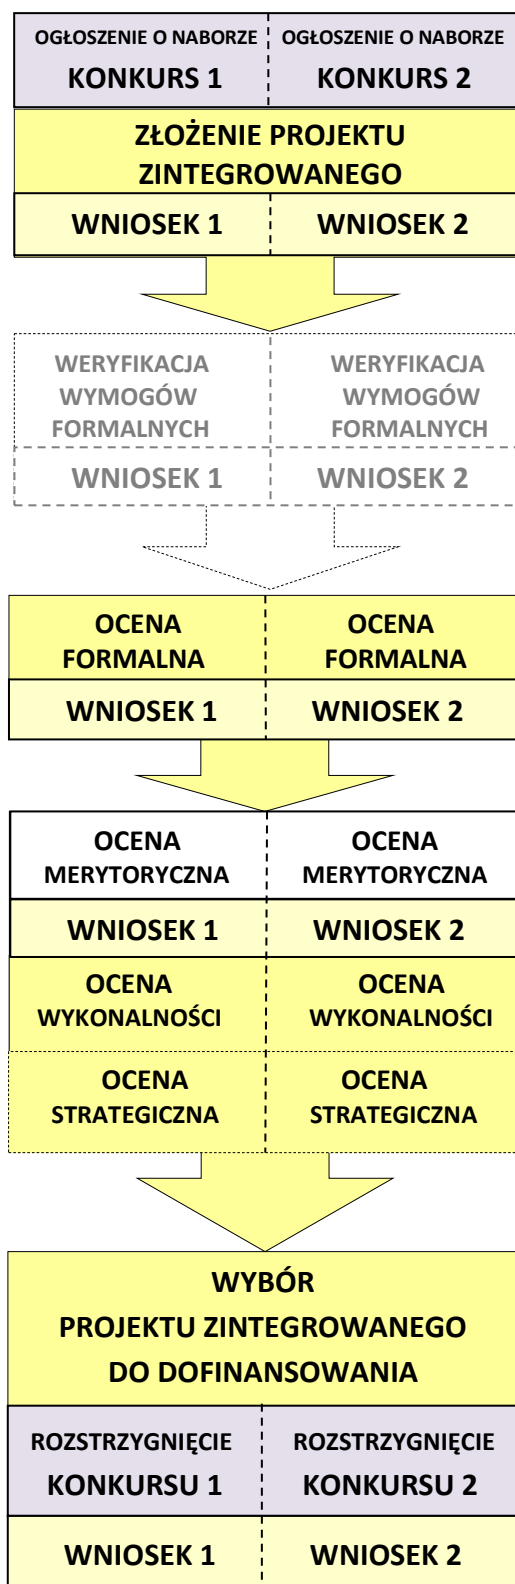 OGŁOSZENIE O NABORZE
KONKURS 1
OGŁOSZENIE O NABORZE
KONKURS 2
ZŁOŻENIE PROJEKTU
ZINTEGROWANEGO
WNIOSEK 1
WNIOSEK 2
WERYFIKACJA
WYMOGÓW
FORMALNYCH
WERYFIKACJA
WYMOGÓW
FORMALNYCH
WNIOSEK 1
WNIOSEK 2
OCENA
FORMALNA
OCENA
FORMALNA
WNIOSEK 1
WNIOSEK 2
OCENA
MERYTORYCZNA
OCENA
MERYTORYCZNA
WNIOSEK 1
WNIOSEK 2
OCENA
WYKONALNOŚCI
OCENA
WYKONALNOŚCI
OCENA
STRATEGICZNA
OCENA
STRATEGICZNA
WYBÓR
PROJEKTU ZINTEGROWANEGO
DO DOFINANSOWANIA
ROZSTRZYGNIĘCIE
KONKURSU 1
ROZSTRZYGNIĘCIE
KONKURSU 2
WNIOSEK 1
WNIOSEK 2